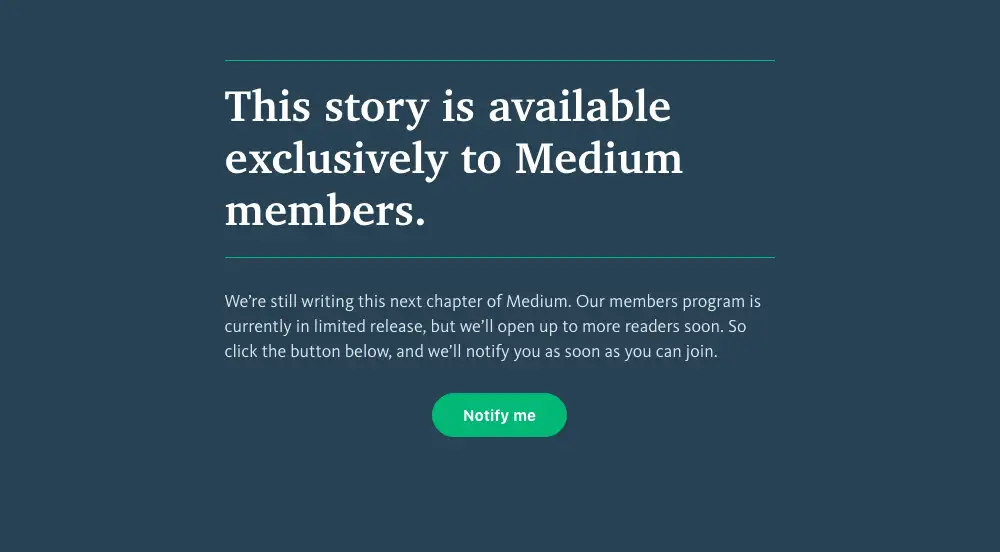 This story is available
exclusively to Medium
members.
We’re still writing this next chapter of Medium. Our members program is
currently in limited release, but we’ll open up to more readers soon. So
click the button below, and we’ll notify you as soon as you can join.
Notify me